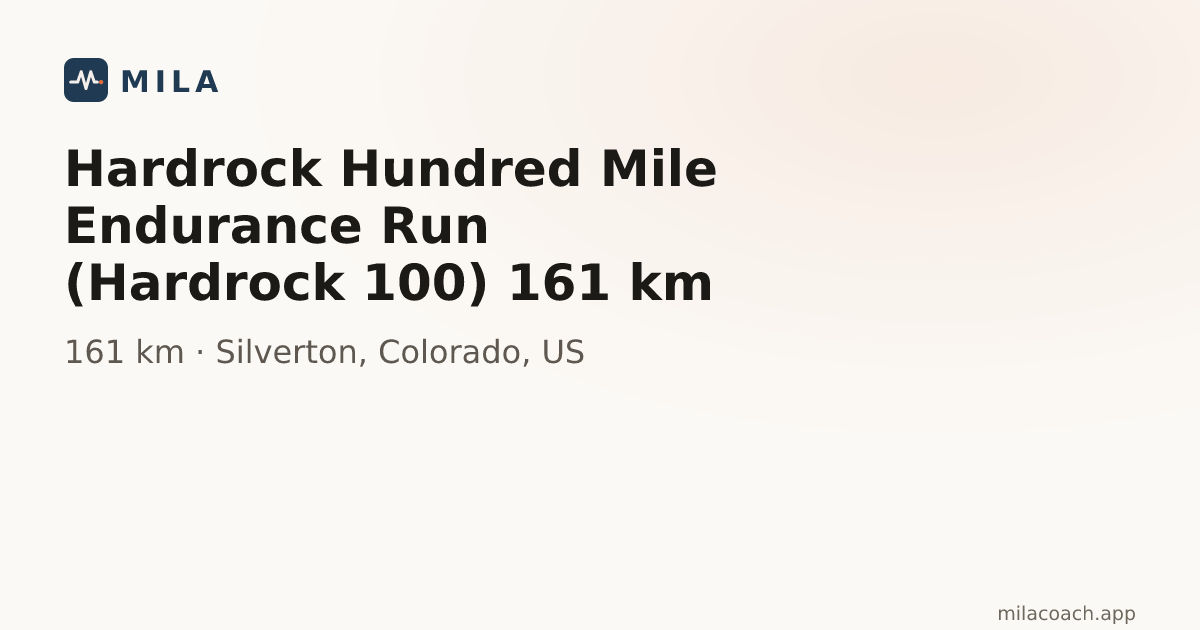 MILA
Hardrock Hundred Mile
Endurance Run
(Hardrock 100) 161 km
161 km · Silverton, Colorado, US
milacoach.app